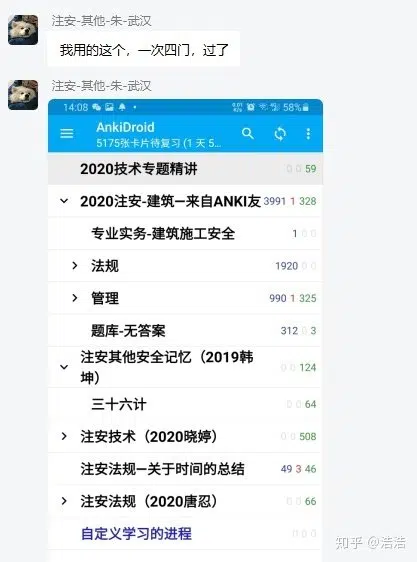 注安-其他-朱-武汉
我用的这个，一次四门，过了
注安-其他-朱-武汉
14:08 58%
AnkiDroid
5175张卡片待复习 (1 天 5...
2020技术专题精讲 0 0 59
2020注安-建筑—来自ANKI友 3991 1 328
专业实务-建筑施工安全 1 0 0
法规 1920 0 0
管理 990 1 325
题库-无答案 312 0 3
注安其他安全记忆（2019韩
坤） 0 0 124
三十六计 0 0 64
注安技术（2020晓婷） 0 0 508
注安法规—关于时间的总结 49 3 46
注安法规（2020唐忍） 0 0 66
自定义学习的进程 0 0 0
知乎 @浩浩